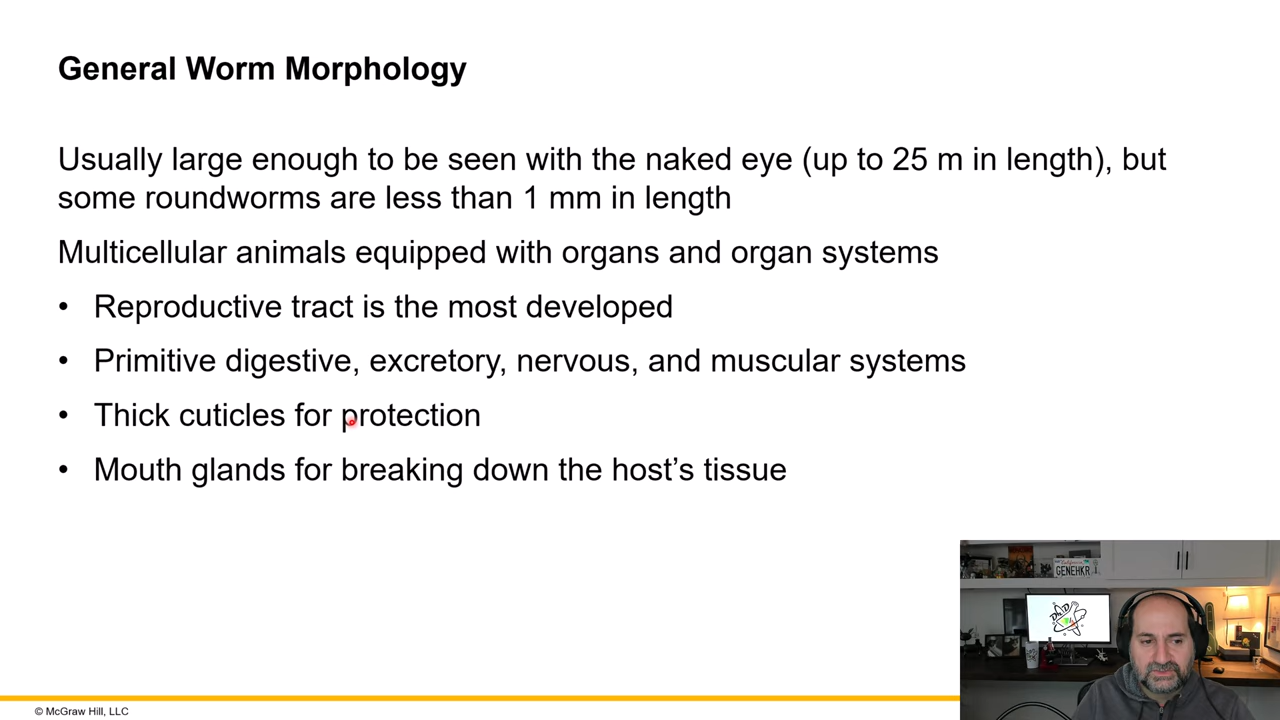 General Worm Morphology
Usually large enough to be seen with the naked eye (up to 25 m in length), but
some roundworms are less than 1 mm in length
Multicellular animals equipped with organs and organ systems
• Reproductive tract is the most developed
• Primitive digestive, excretory, nervous, and muscular systems
• Thick cuticles for protection
• Mouth glands for breaking down the host’s tissue
GENEHKR
© McGraw Hill, LLC